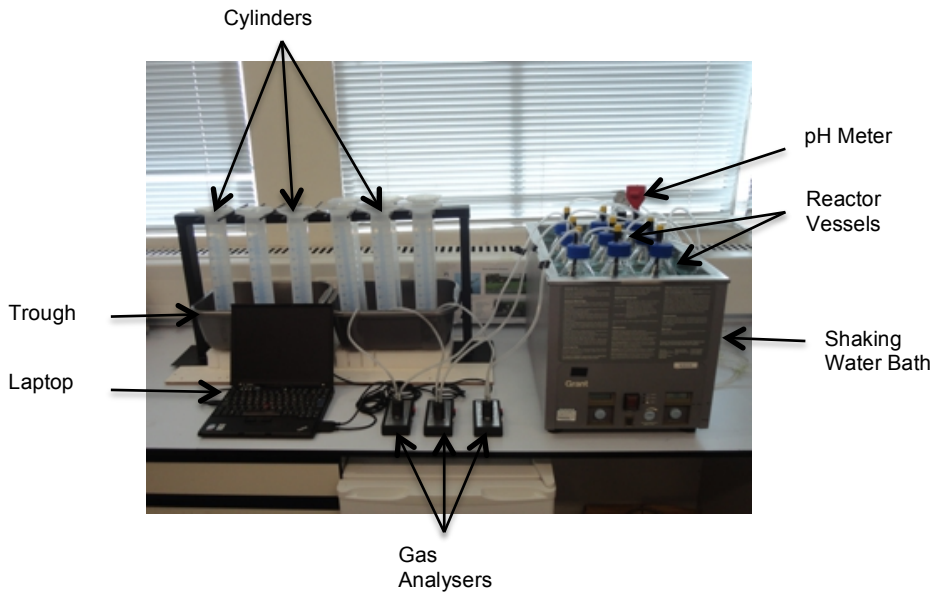 Cylinders
pH Meter
Reactor
Vessels
Trough
Shaking
Water Bath
Laptop
Grant
Gas
Analysers